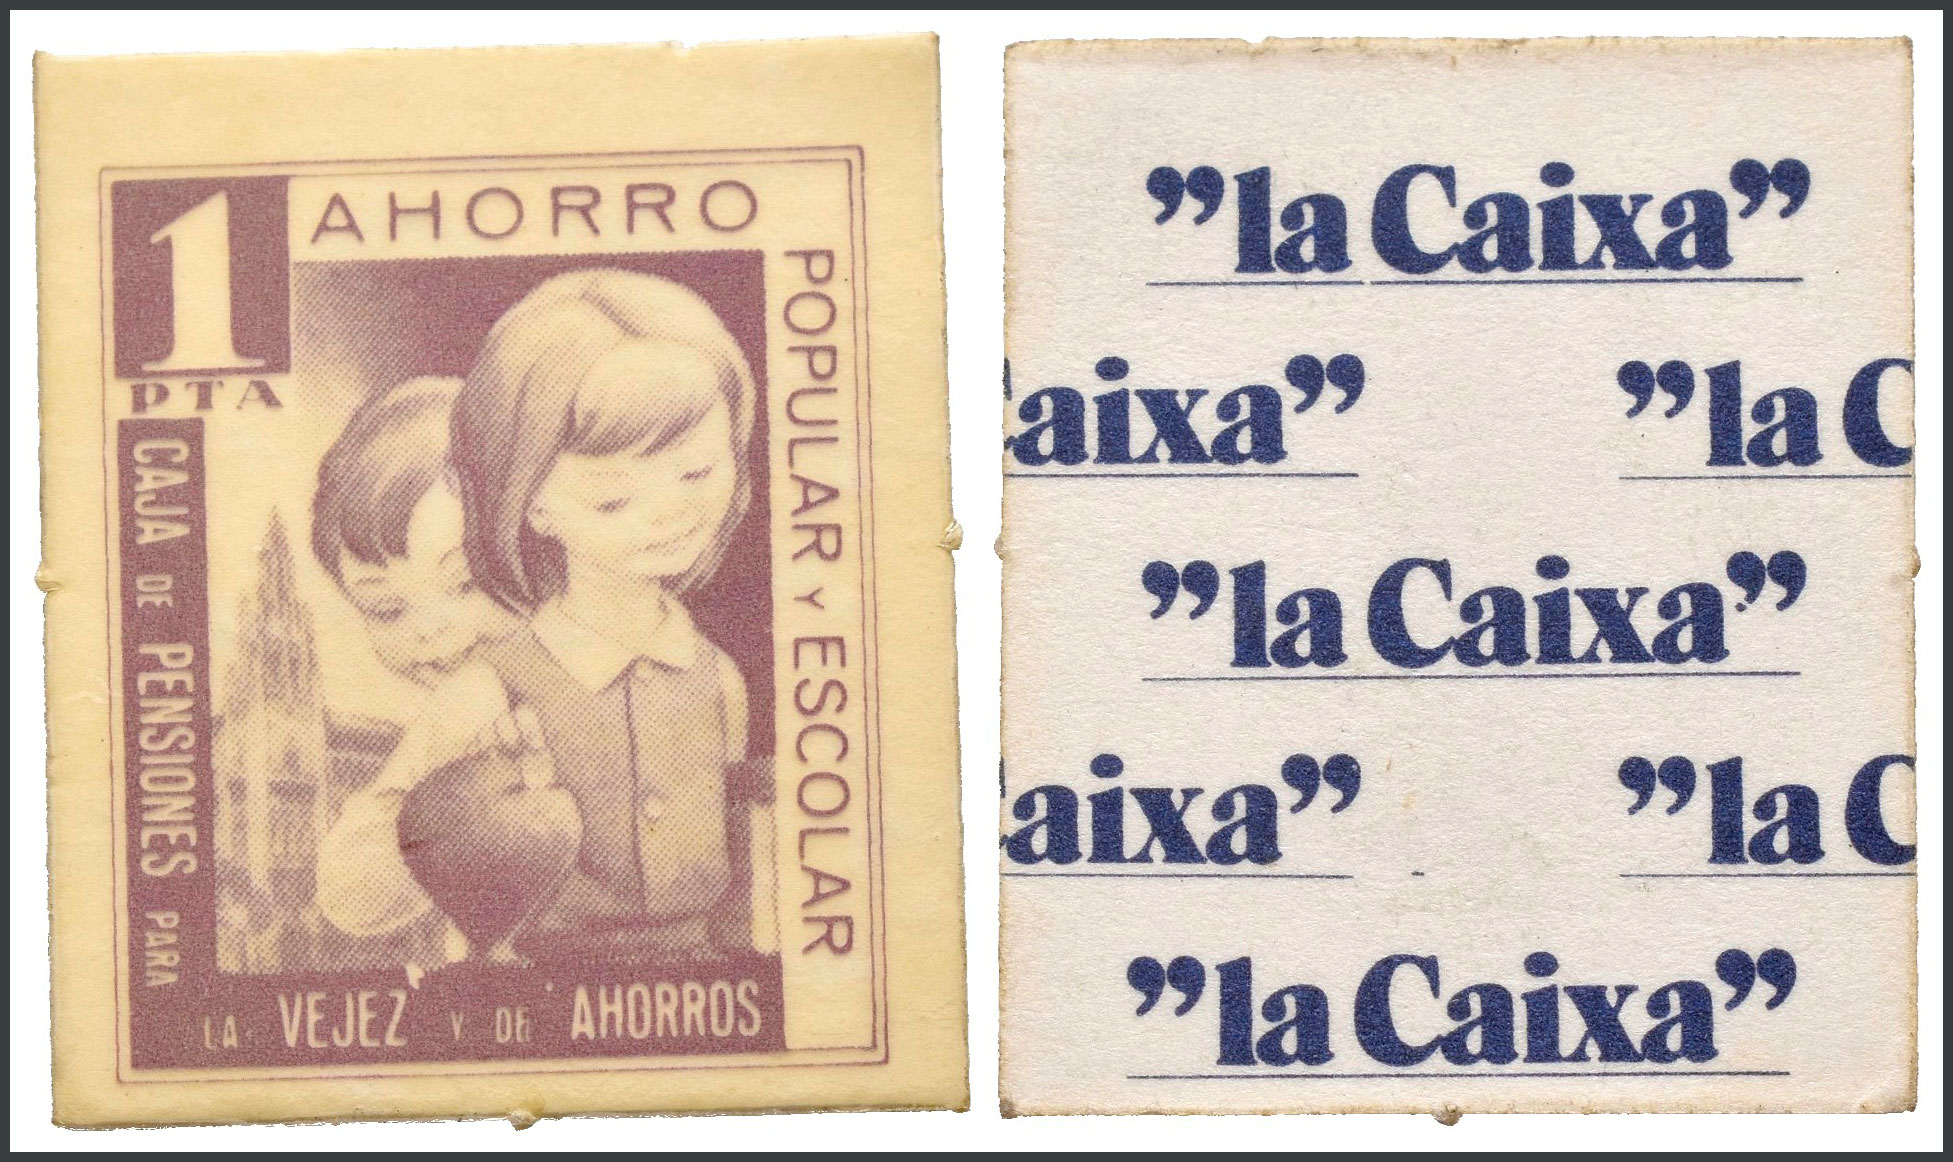 1
PTA
AHORRO
POPULAR Y ESCOLAR
CAJA DE PENSIONES PARA
LA VEJEZ Y DE AHORROS
”la Caixa”
aixa” ”la C
”la Caixa”
aixa” ”la C
”la Caixa”